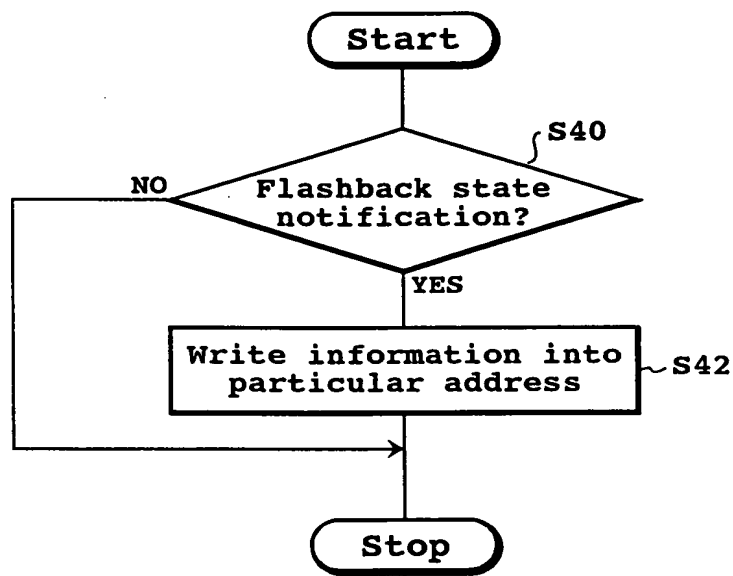 Start
S40
NO
Flashback state
notification?
YES
Write information into
particular address
S42
Stop